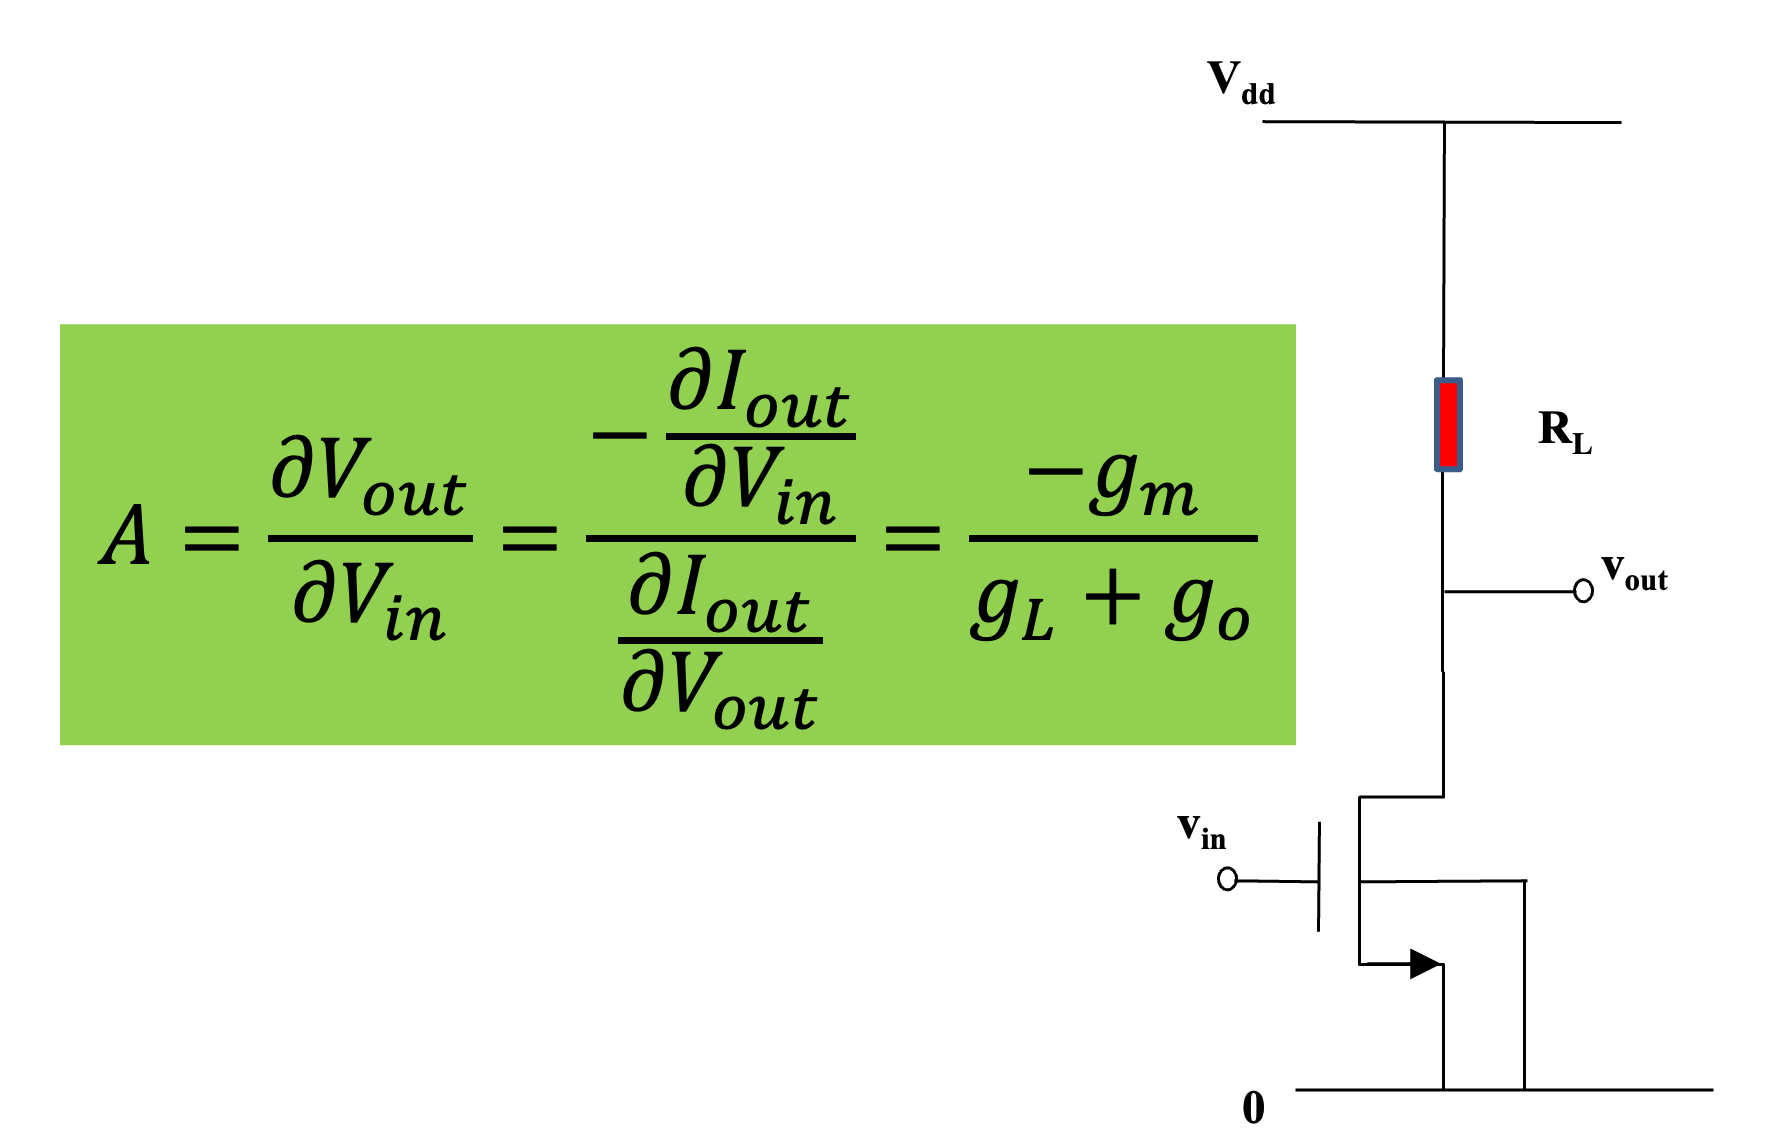 V_dd
R_L
A = ∂V_out/∂V_in = (−∂I_out/∂V_in)/(∂I_out/∂V_out) = −g_m/(g_L + g_o)
v_out
v_in
0